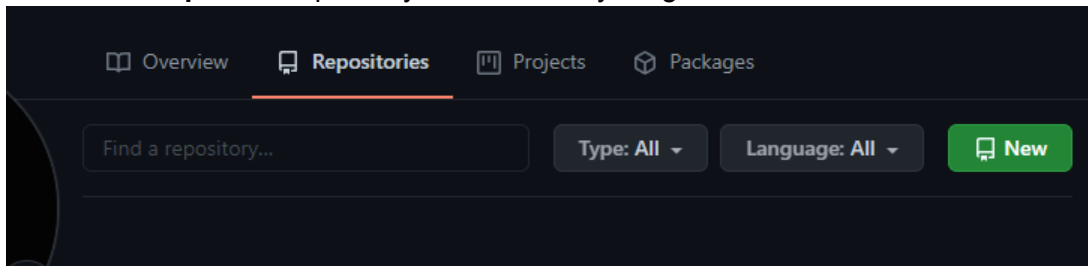 Overview Repositories Projects Packages
Find a repository...
Type: All
Language: All
New